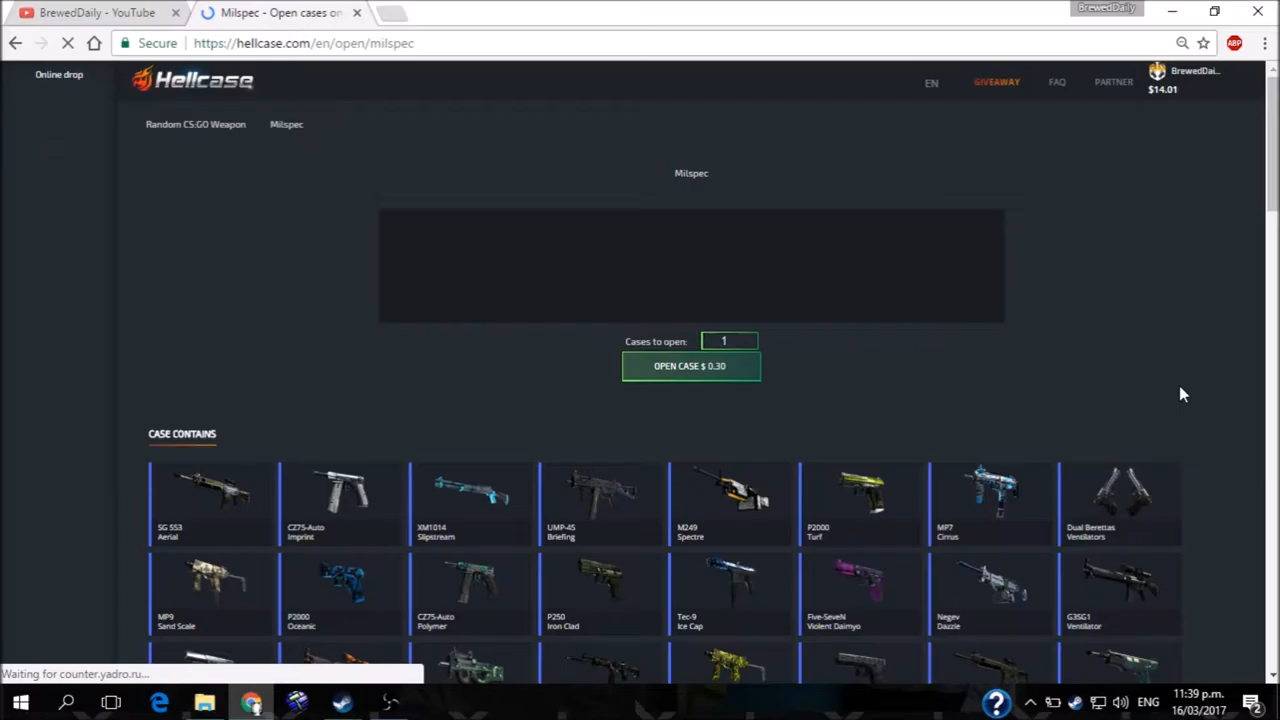 BrewedDaily - YouTube
Milspec - Open cases on
BrewedDaily
Secure
https://hellcase.com/en/open/milspec
ABP
Online drop
Hellcase
EN
GIVEAWAY
FAQ
PARTNER
BrewedDai...
$14.01
Random CS:GO Weapon
Milspec
Milspec
Cases to open:
1
OPEN CASE $ 0.30
CASE CONTAINS
SG 553
Aerial
CZ75-Auto
Imprint
XM1014
Slipstream
UMP-45
Briefing
M249
Spectre
P2000
Turf
MP7
Cirrus
Dual Berettas
Ventilators
MP9
Sand Scale
P2000
Oceanic
CZ75-Auto
Polymer
P250
Iron Clad
Tec-9
Ice Cap
Five-SeveN
Violent Daimyo
Negev
Dazzle
G3SG1
Ventilator
Waiting for counter.yadro.ru...
ENG
11:39 p.m.
16/03/2017
2